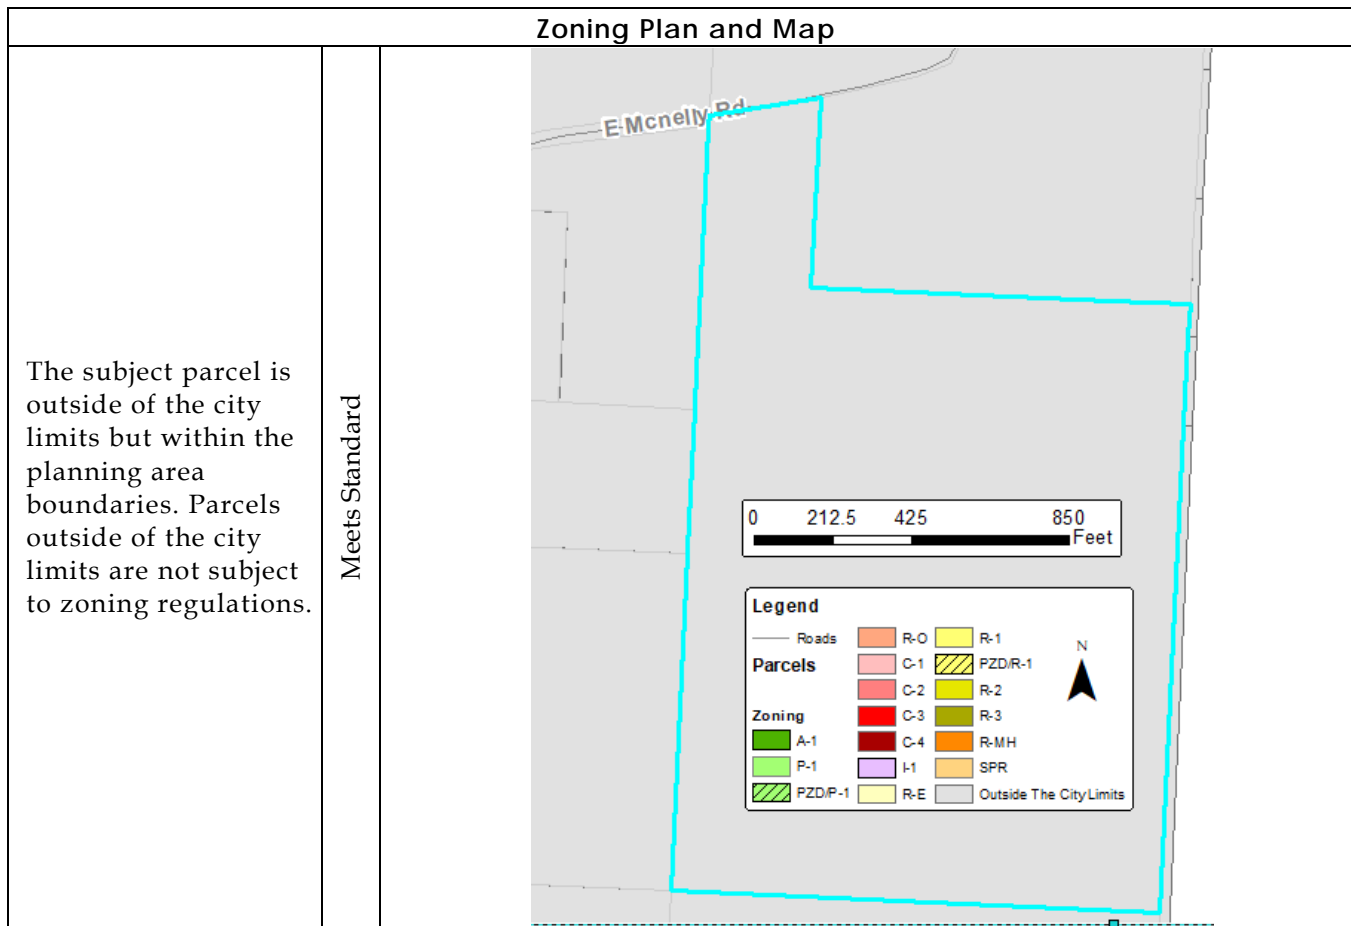 Zoning Plan and Map
The subject parcel is
outside of the city
limits but within the
planning area
boundaries. Parcels
outside of the city
limits are not subject
to zoning regulations.
Meets Standard
E Mcnelly Rd
0 212.5 425 850
Feet
Legend
Roads
Parcels
Zoning
A-1
P-1
PZD/P-1
R-O
C-1
C-2
C-3
C-4
I-1
R-E
R-1
PZD/R-1
R-2
R-3
R-MH
SPR
Outside The City Limits
N